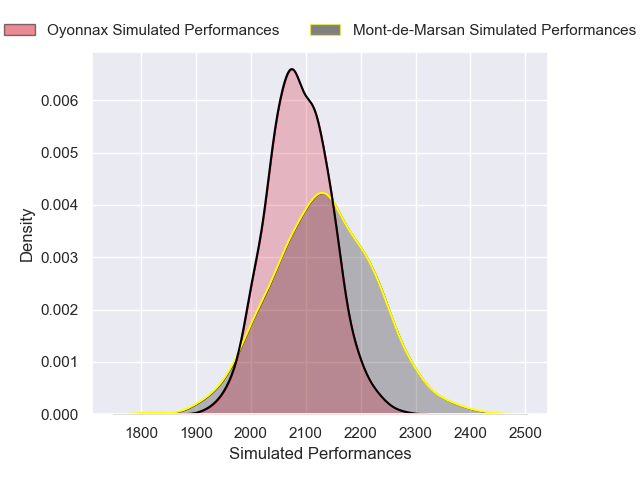 Oyonnax Simulated Performances
Mont-de-Marsan Simulated Performances
0.006
0.005
0.004
0.003
0.002
0.001
0.000
Density
1800 1900 2000 2100 2200 2300 2400 2500
Simulated Performances